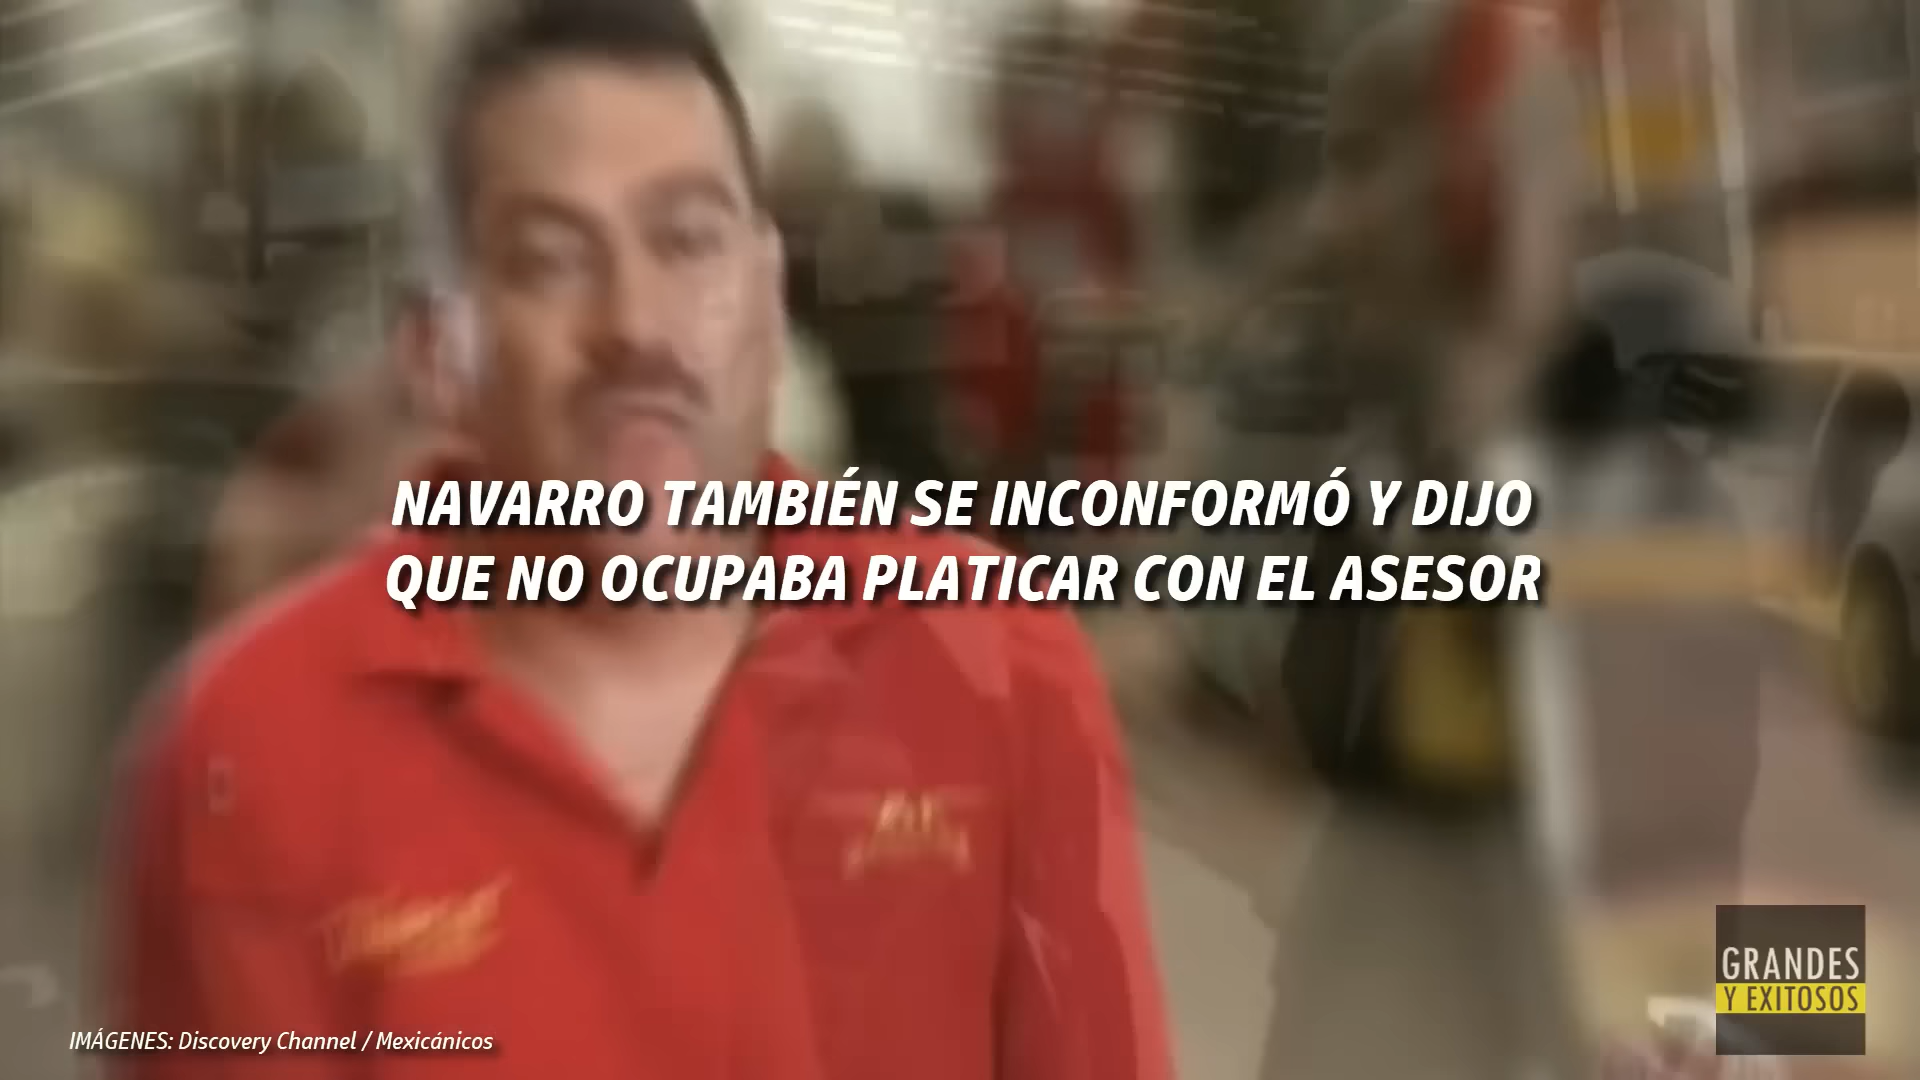 NAVARRO TAMBIÉN SE INCONFORMÓ Y DIJO
QUE NO OCUPABA PLATICAR CON EL ASESOR
GRANDES
Y EXITOSOS
IMÁGENES: Discovery Channel / Mexicánicos